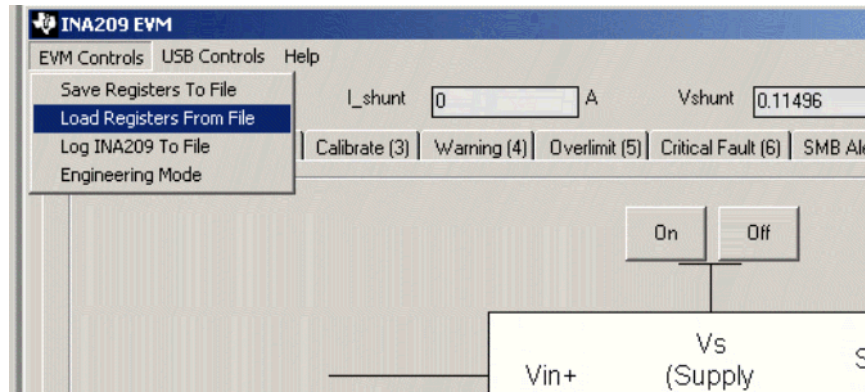 INA209 EVM
EVM Controls USB Controls Help
Save Registers To File
Load Registers From File
Log INA209 To File
Engineering Mode
I_shunt 0 A Vshunt 0.11496
Calibrate (3) Warning (4) Overlimit (5) Critical Fault (6) SMB Ale
On Off
Vs
Vin+ (Supply S